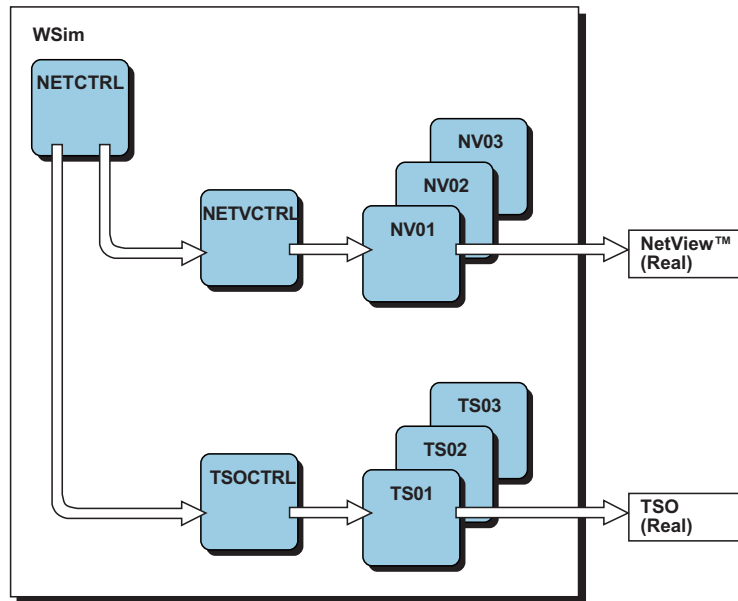 WSim
NETCTRL
NV03
NV02
NETVCTRL
NV01
NetView™
(Real)
TS03
TS02
TSOCTRL
TS01
TSO
(Real)